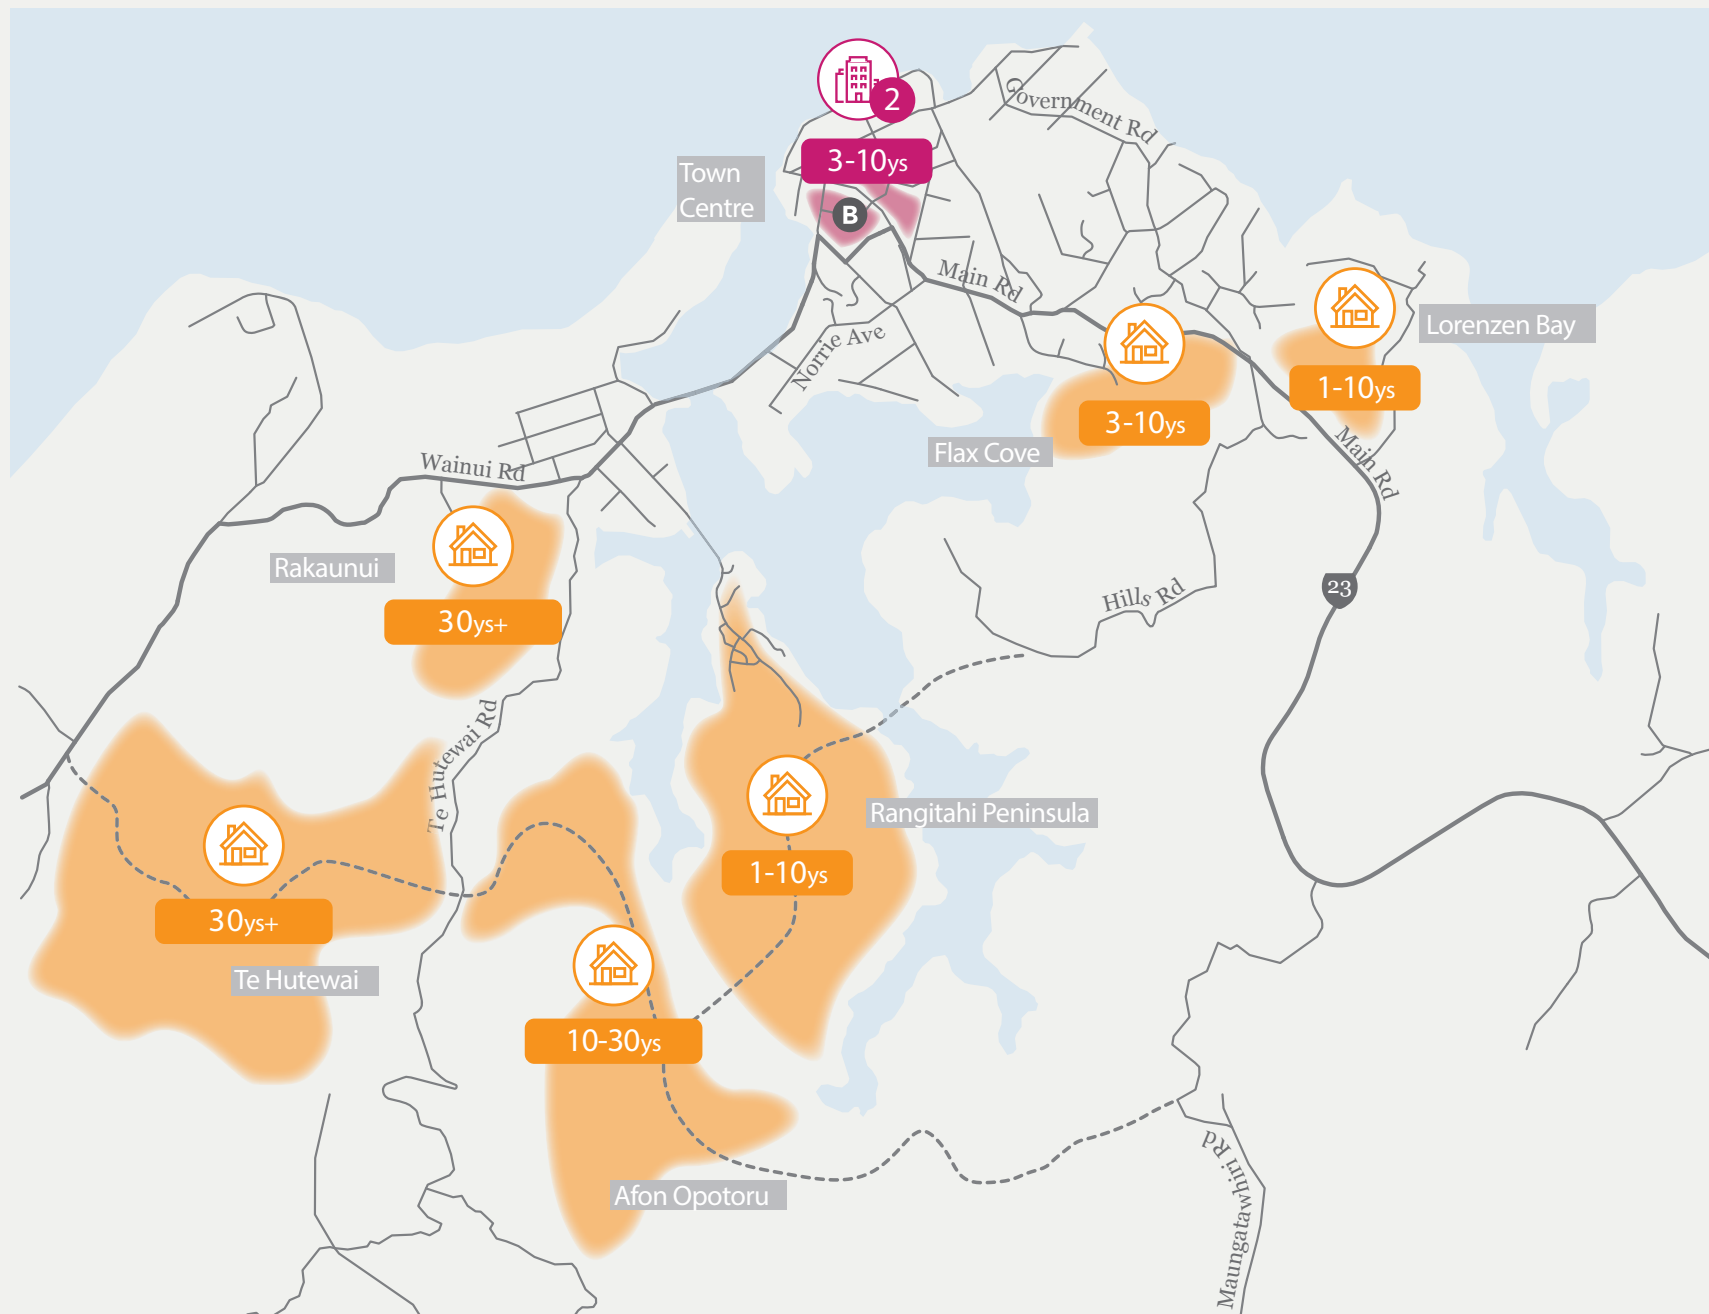 2
Government Rd
3-10ys
Town
Centre
B
Main Rd
Lorenzen Bay
Norrie Ave
1-10ys
3-10ys
Flax Cove
Main Rd
Wainui Rd
Rakaunui
23
Hills Rd
30ys+
Te Hutewai Rd
Rangitahi Peninsula
1-10ys
30ys+
Te Hutewai
10-30ys
Afon Opotoru
Maungatawhiri Rd